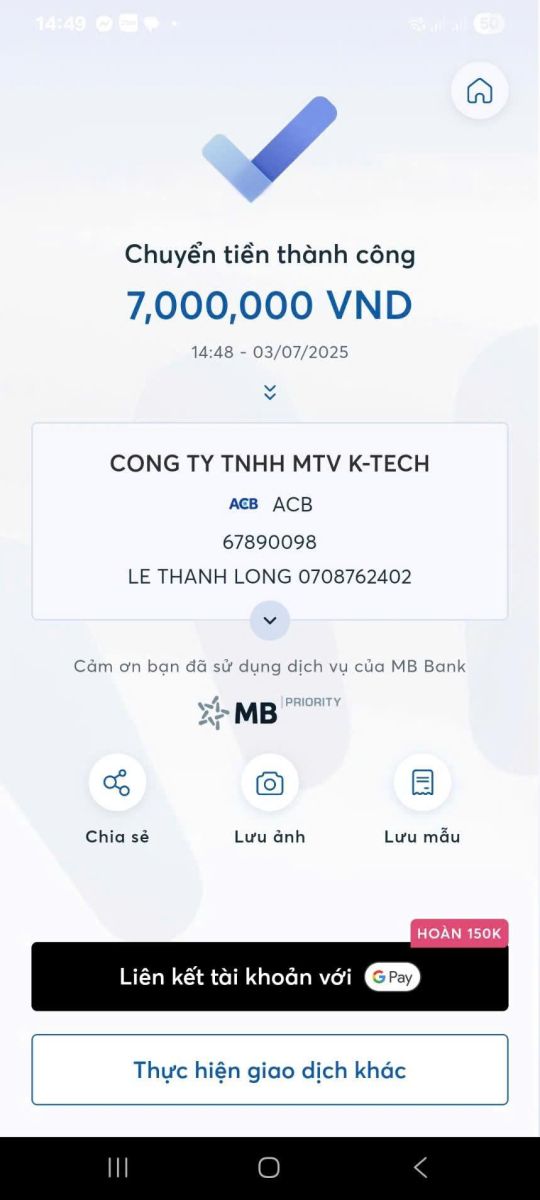 14:49
50
Chuyển tiền thành công
7,000,000 VND
14:48 - 03/07/2025
CONG TY TNHH MTV K-TECH
ACB ACB
67890098
LE THANH LONG 0708762402
Cảm ơn bạn đã sử dụng dịch vụ của MB Bank
MB PRIORITY
Chia sẻ Lưu ảnh Lưu mẫu
HOÀN 150K
Liên kết tài khoản với G Pay
Thực hiện giao dịch khác